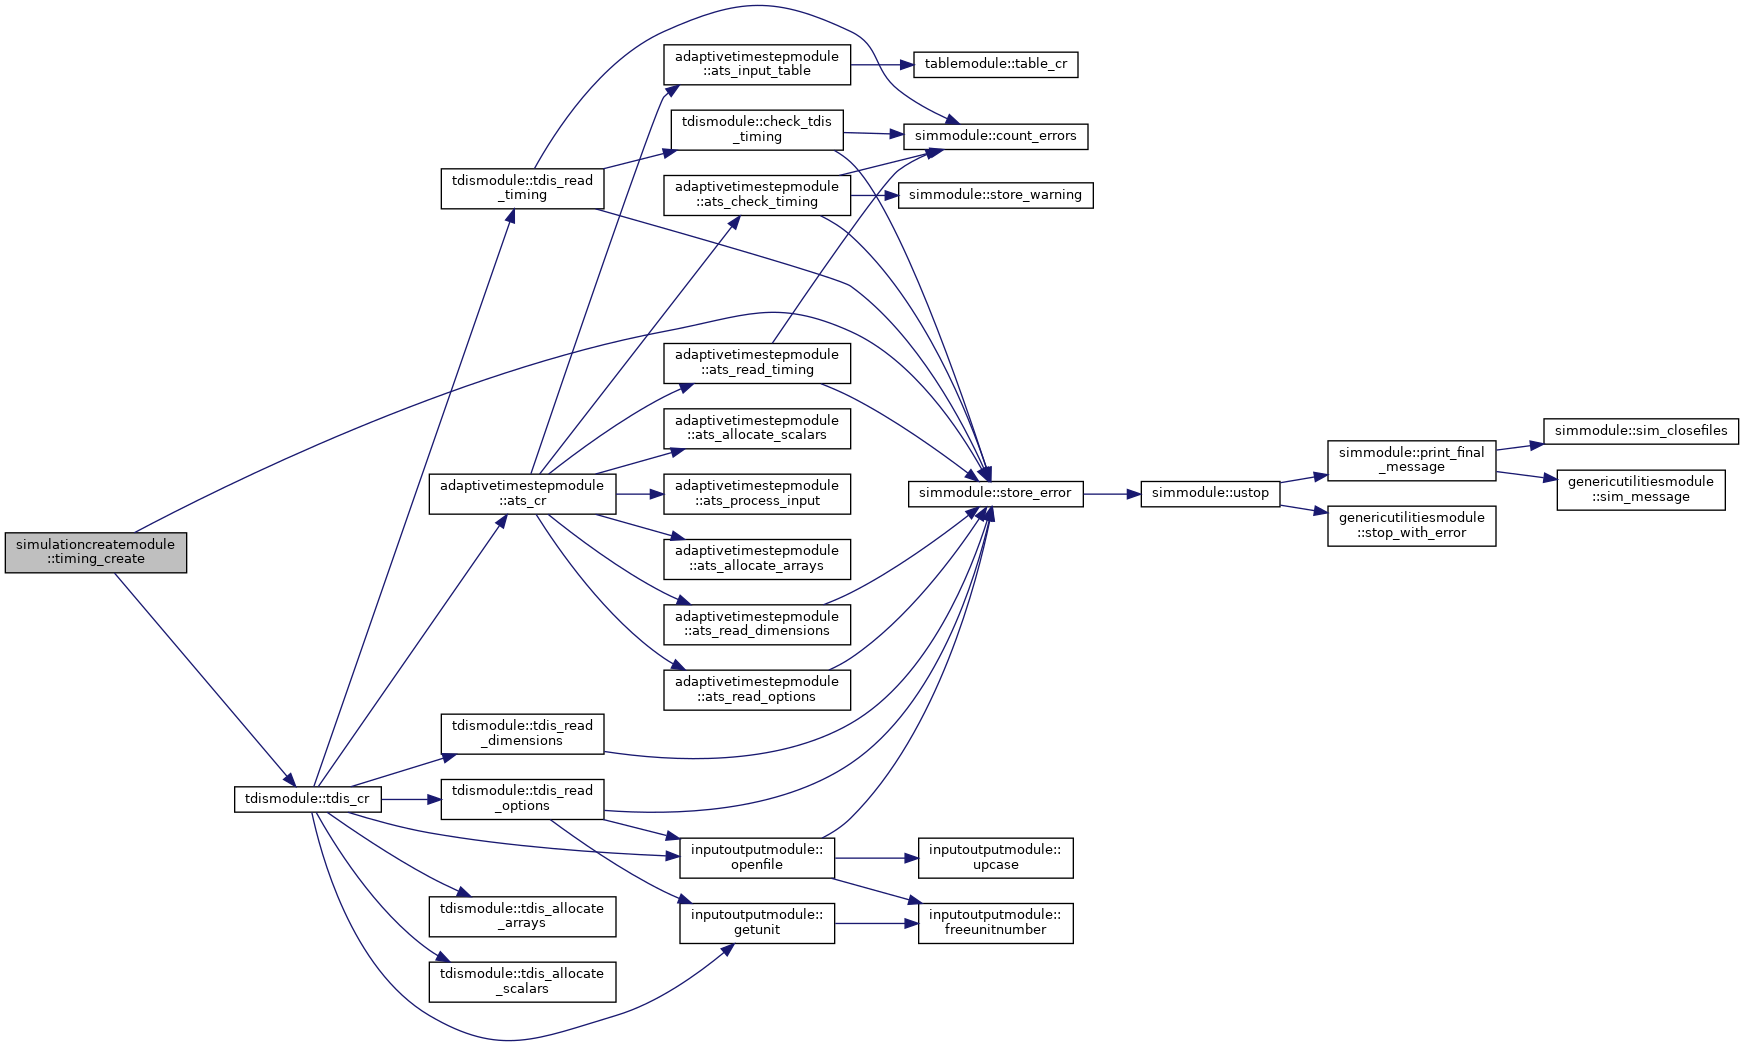 simulationcreatemodule
::timing_create
tdismodule::tdis_cr
tdismodule::tdis_read
_timing
adaptivetimestepmodule
::ats_cr
tdismodule::tdis_read
_dimensions
tdismodule::tdis_read
_options
tdismodule::tdis_allocate
_arrays
tdismodule::tdis_allocate
_scalars
adaptivetimestepmodule
::ats_input_table
tdismodule::check_tdis
_timing
adaptivetimestepmodule
::ats_check_timing
adaptivetimestepmodule
::ats_read_timing
adaptivetimestepmodule
::ats_allocate_scalars
adaptivetimestepmodule
::ats_process_input
adaptivetimestepmodule
::ats_allocate_arrays
adaptivetimestepmodule
::ats_read_dimensions
adaptivetimestepmodule
::ats_read_options
inputoutputmodule::
openfile
inputoutputmodule::
getunit
tablemodule::table_cr
simmodule::count_errors
simmodule::store_warning
simmodule::store_error
inputoutputmodule::
upcase
inputoutputmodule::
freeunitnumber
simmodule::ustop
simmodule::print_final
_message
genericutilitiesmodule
::stop_with_error
simmodule::sim_closefiles
genericutilitiesmodule
::sim_message